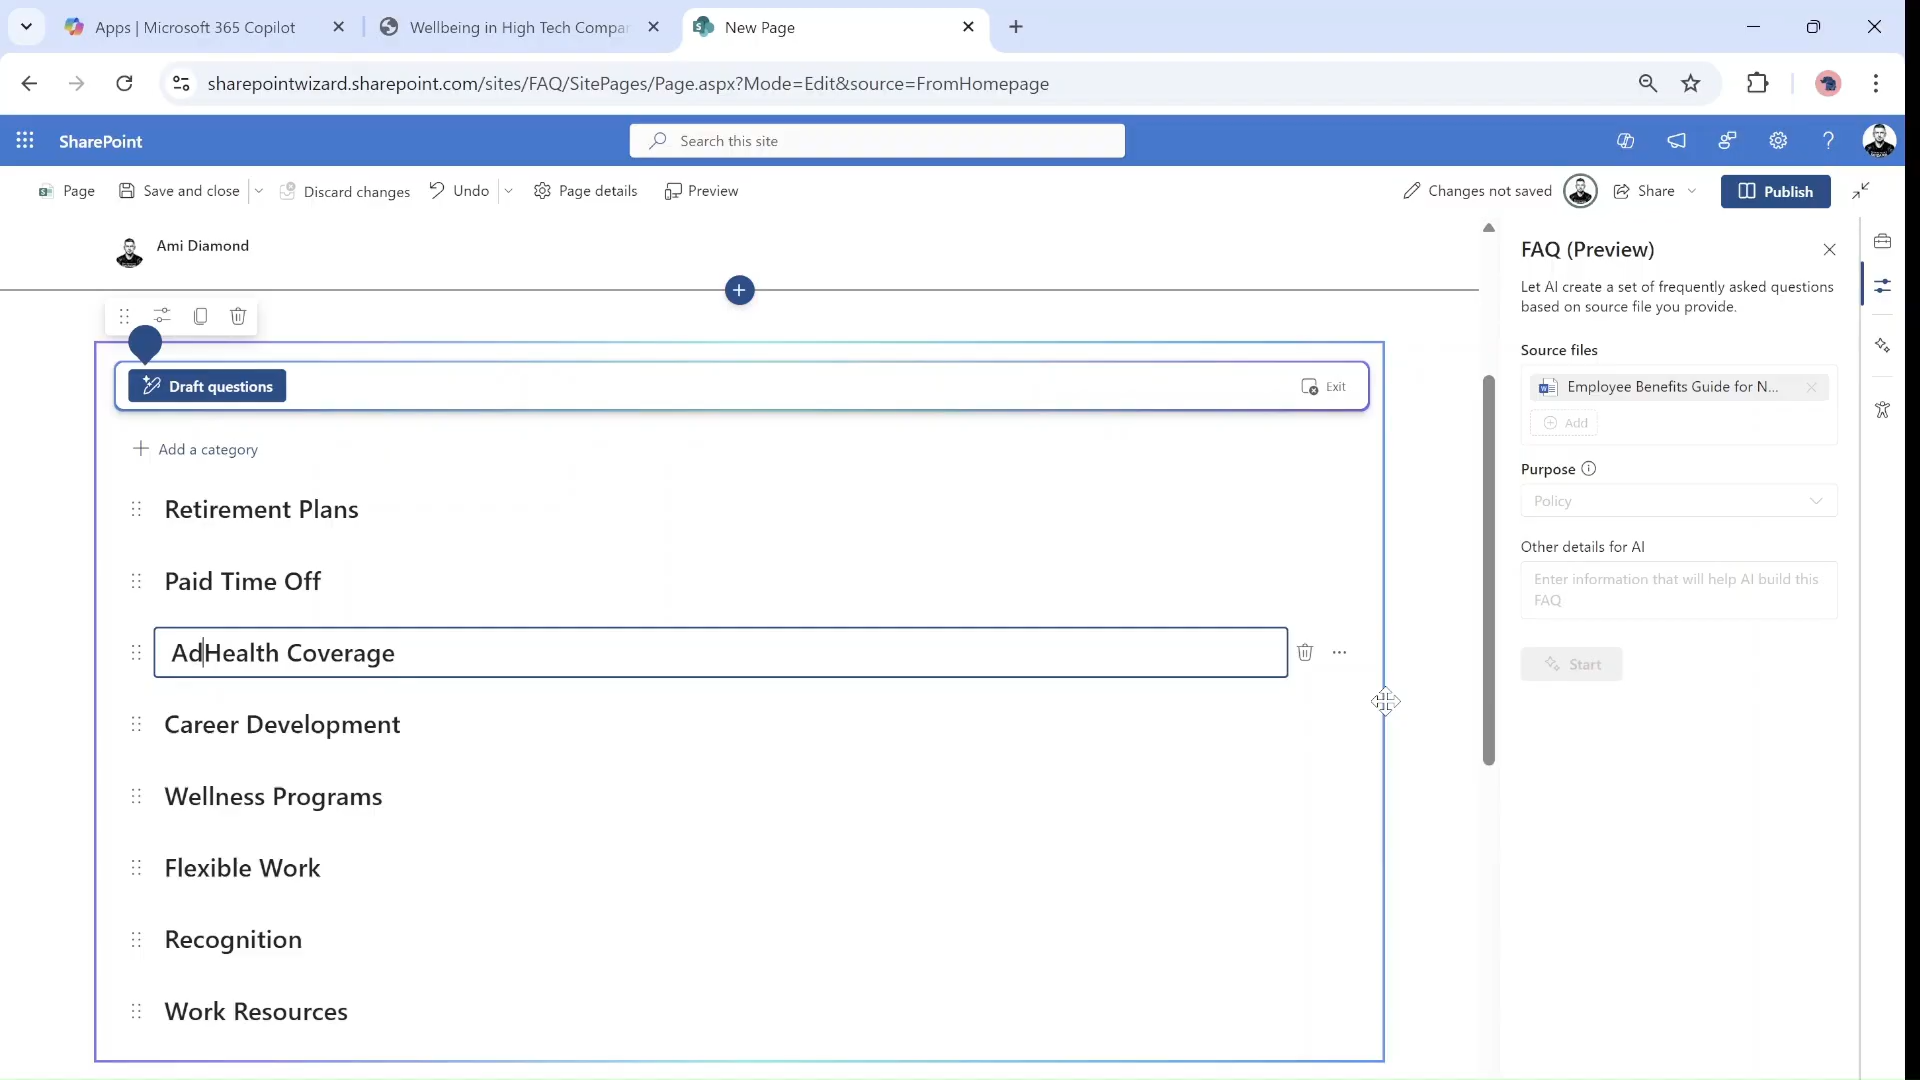 Apps | Microsoft 365 Copilot
Wellbeing in High Tech Compar
New Page
sharepointwizard.sharepoint.com/sites/FAQ/SitePages/Page.aspx?Mode=Edit&source=FromHomepage
SharePoint
Search this site
Page
Save and close
Discard changes
Undo
Page details
Preview
Changes not saved
Share
Publish
Ami Diamond
Draft questions
Exit
Add a category
Retirement Plans
Paid Time Off
AdHealth Coverage
Career Development
Wellness Programs
Flexible Work
Recognition
Work Resources
FAQ (Preview)
Let AI create a set of frequently asked questions
based on source file you provide.
Source files
Employee Benefits Guide for N...
Add
Purpose
Policy
Other details for AI
Enter information that will help AI build this
FAQ
Start